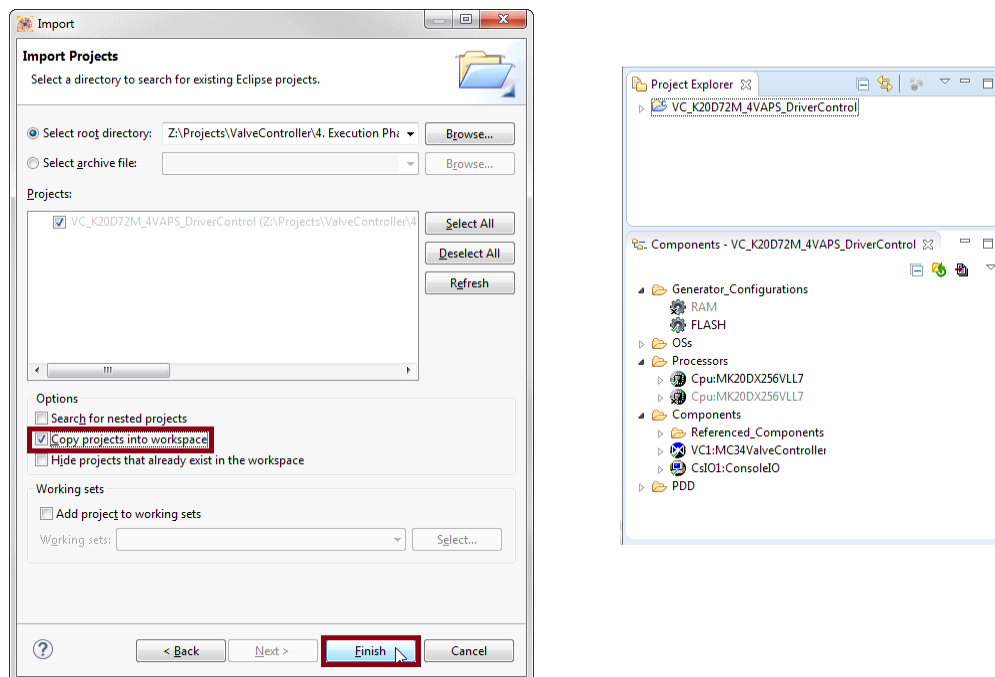 Import
Import Projects
Select a directory to search for existing Eclipse projects.
Select root directory: Z:\Projects\ValveController\4. Execution Pha Browse...
Select archive file: Browse...
Projects:
VC_K20D72M_4VAPS_DriverControl (Z:\Projects\ValveController\4
Select All
Deselect All
Refresh
Options
Search for nested projects
Copy projects into workspace
Hide projects that already exist in the workspace
Working sets
Add project to working sets
Working sets: Select...
< Back Next > Finish Cancel
Project Explorer
VC_K20D72M_4VAPS_DriverControl
Components - VC_K20D72M_4VAPS_DriverControl
Generator_Configurations
RAM
FLASH
OSs
Processors
Cpu:MK20DX256VLL7
Cpu:MK20DX256VLL7
Components
Referenced_Components
VC1:MC34ValveController
CsIO1:ConsoleIO
PDD